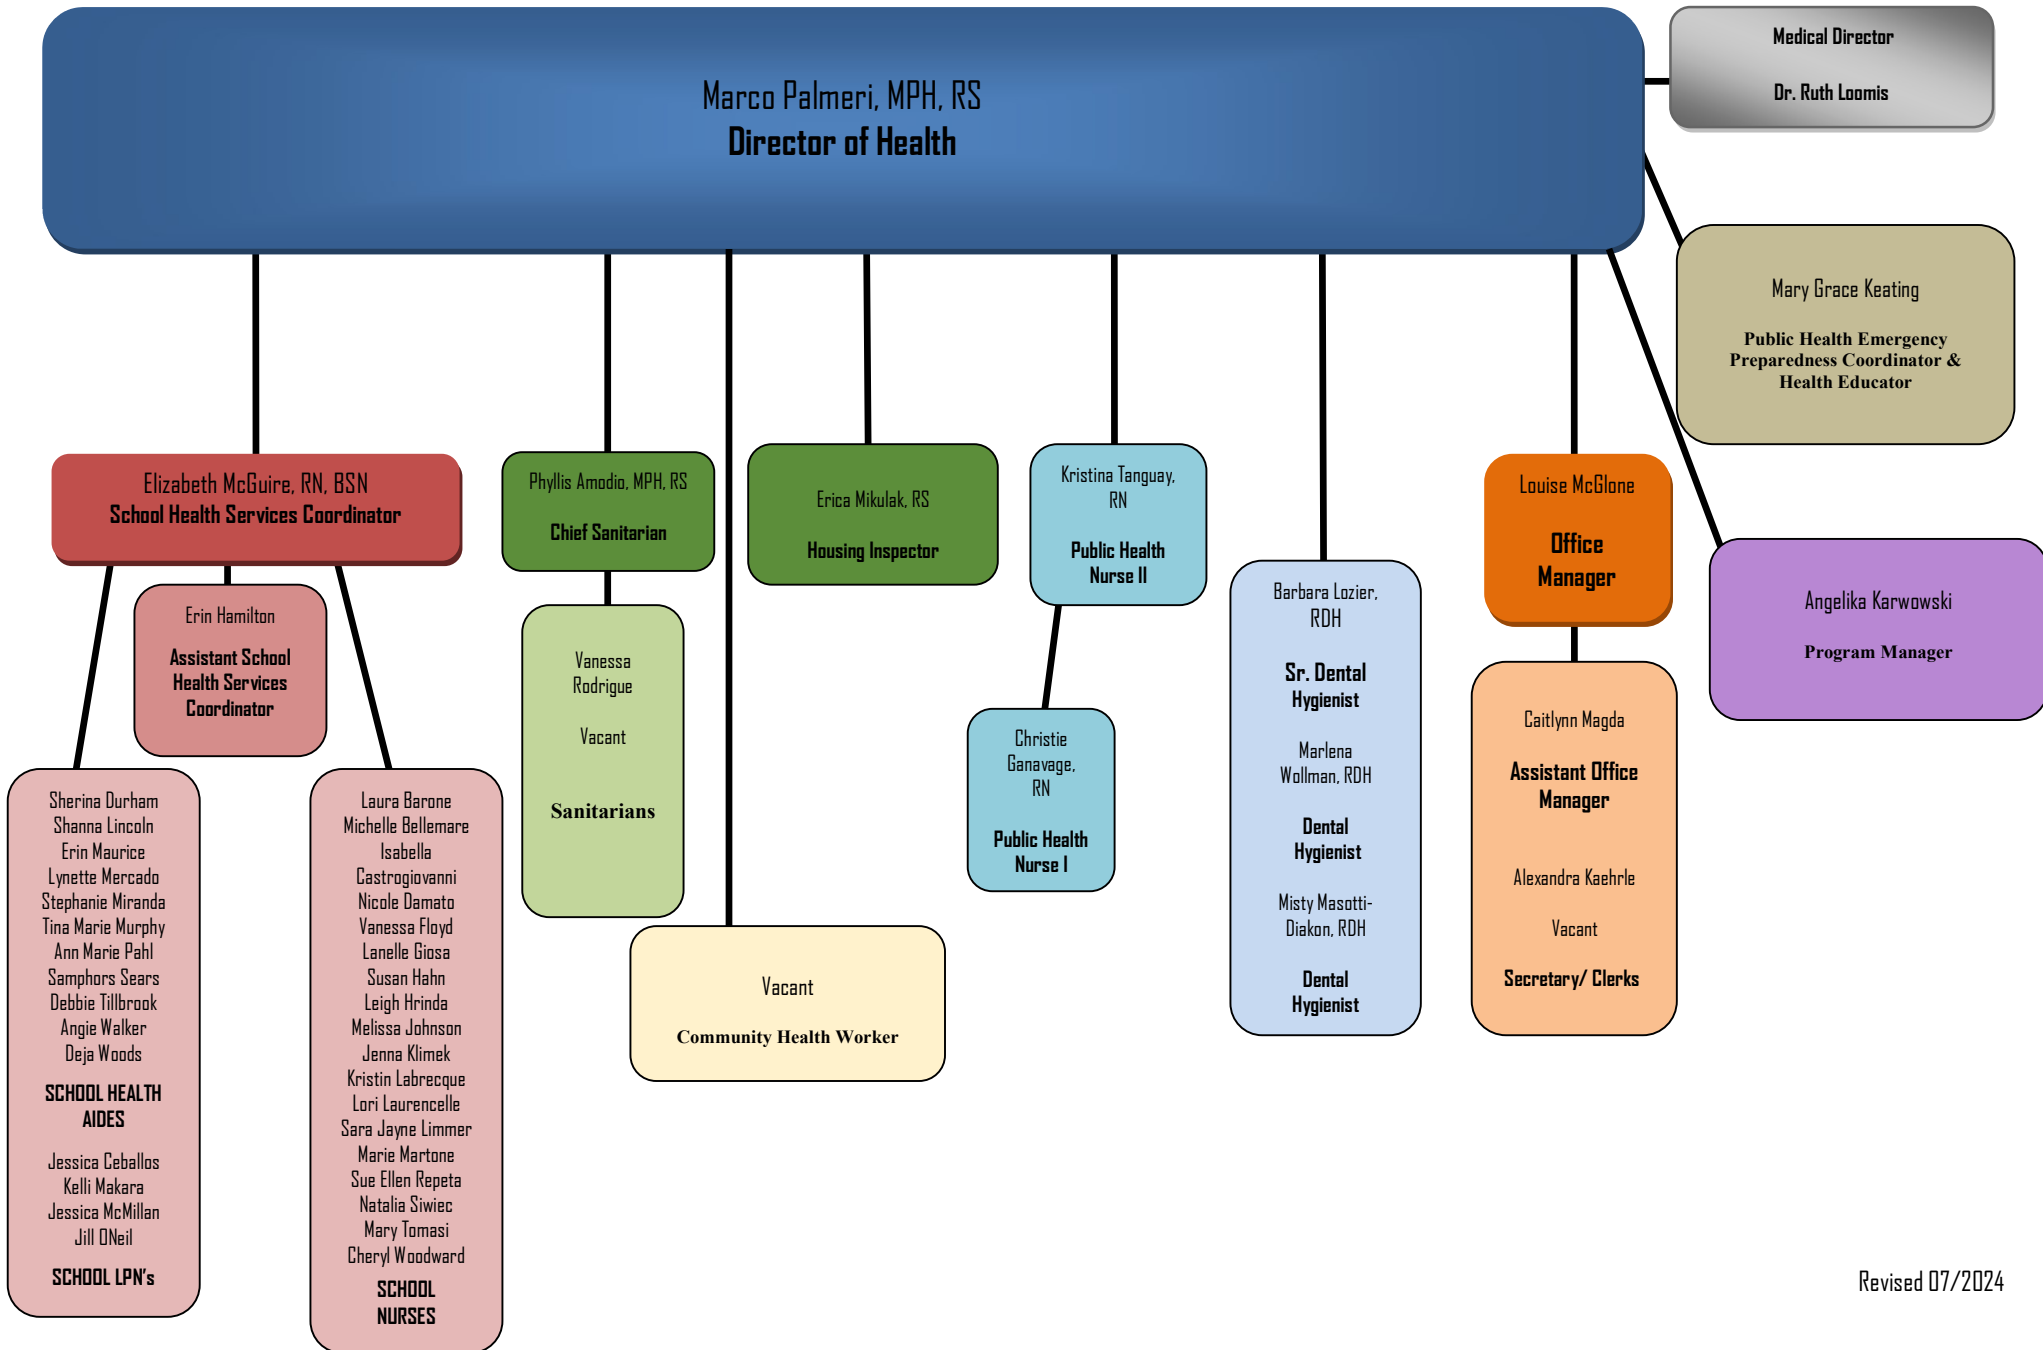 Medical Director
Dr. Ruth Loomis
Marco Palmeri, MPH, RS
Director of Health
Mary Grace Keating
Public Health Emergency
Preparedness Coordinator &
Health Educator
Elizabeth McGuire, RN, BSN
School Health Services Coordinator
Phyllis Amodio, MPH, RS
Chief Sanitarian
Erica Mikulak, RS
Housing Inspector
Kristina Tanguay,
RN
Public Health
Nurse II
Louise McGlone
Office
Manager
Angelika Karwowski
Program Manager
Erin Hamilton
Assistant School
Health Services
Coordinator
Vanessa
Rodrigue
Vacant
Sanitarians
Christie
Ganavage,
RN
Public Health
Nurse I
Barbara Lozier,
RDH
Sr. Dental
Hygienist
Marlena
Wollman, RDH
Dental
Hygienist
Misty Masotti-
Diakon, RDH
Dental
Hygienist
Caitlynn Magda
Assistant Office
Manager
Alexandra Kaehrle
Vacant
Secretary/ Clerks
Sherina Durham
Shanna Lincoln
Erin Maurice
Lynette Mercado
Stephanie Miranda
Tina Marie Murphy
Ann Marie Pahl
Samphors Sears
Debbie Tillbrook
Angie Walker
Deja Woods
SCHOOL HEALTH
AIDES
Jessica Ceballos
Kelli Makara
Jessica McMillan
Jill ONeil
SCHOOL LPN's
Laura Barone
Michelle Bellemare
Isabella
Castrogiovanni
Nicole Damato
Vanessa Floyd
Lanelle Giosa
Susan Hahn
Leigh Hrinda
Melissa Johnson
Jenna Klimek
Kristin Labrecque
Lori Laurencelle
Sara Jayne Limmer
Marie Martone
Sue Ellen Repeta
Natalia Siwiec
Mary Tomasi
Cheryl Woodward
SCHOOL
NURSES
Vacant
Community Health Worker
Revised 07/2024